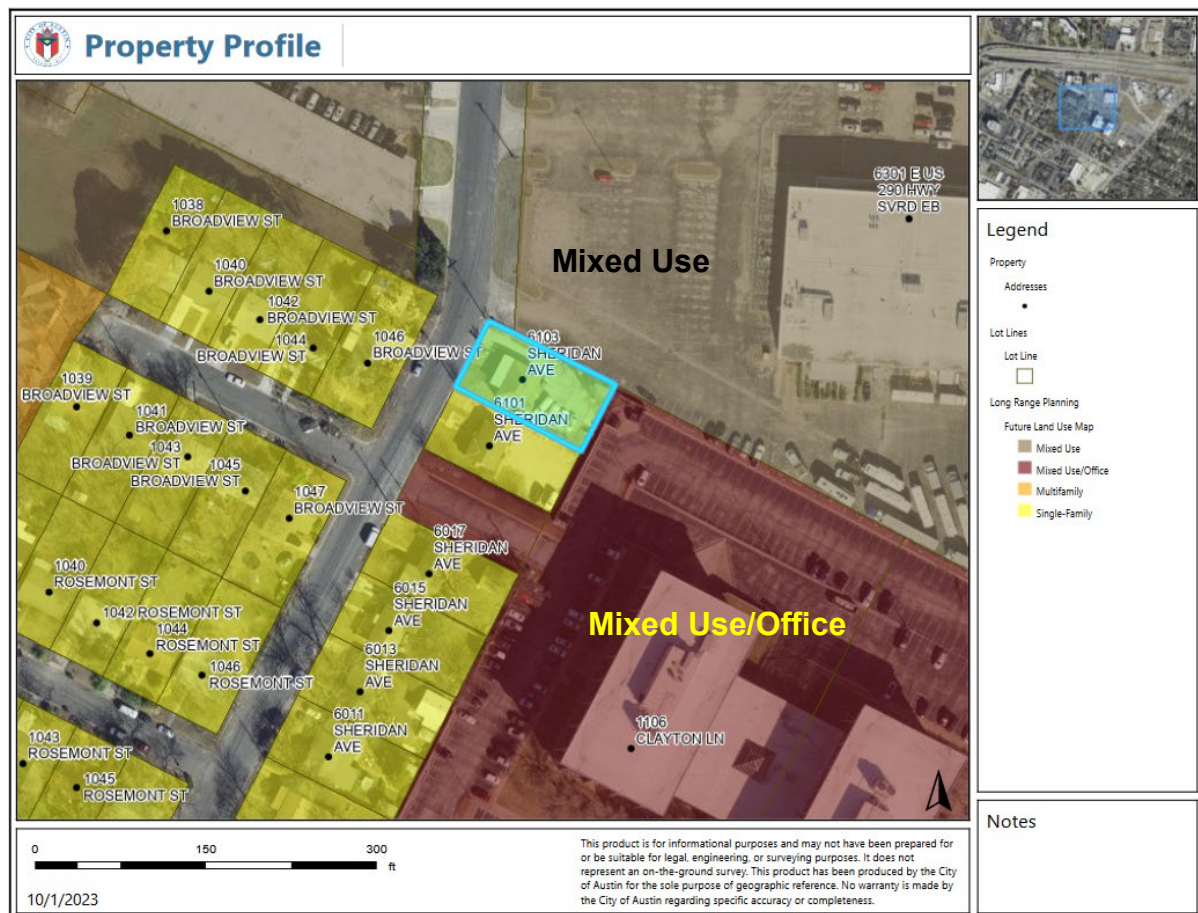 Property Profile
Mixed Use
6301 E US
290 HWY
SVRD EB
1038
BROADVIEW ST
1040
BROADVIEW ST
1042
BROADVIEW ST
1044
BROADVIEW ST
1046
BROADVIEW ST
6103
SHERIDAN
AVE
6101
SHERIDAN
AVE
1039
BROADVIEW ST
1041
BROADVIEW ST
1043
BROADVIEW ST
1045
BROADVIEW ST
1047
BROADVIEW ST
6017
SHERIDAN
AVE
6015
SHERIDAN
AVE
6013
SHERIDAN
AVE
6011
SHERIDAN
AVE
1040
ROSEMONT ST
1042 ROSEMONT ST
1044
ROSEMONT ST
1046
ROSEMONT ST
1043
ROSEMONT ST
1045
ROSEMONT ST
Mixed Use/Office
1106
CLAYTON LN
Legend
Property
Addresses
Lot Lines
Lot Line
Long Range Planning
Future Land Use Map
Mixed Use
Mixed Use/Office
Multifamily
Single-Family
Notes
0 150 300
ft
10/1/2023
This product is for informational purposes and may not have been prepared for
or be suitable for legal, engineering, or surveying purposes. It does not
represent an on-the-ground survey. This product has been produced by the City
of Austin for the sole purpose of geographic reference. No warranty is made by
the City of Austin regarding specific accuracy or completeness.